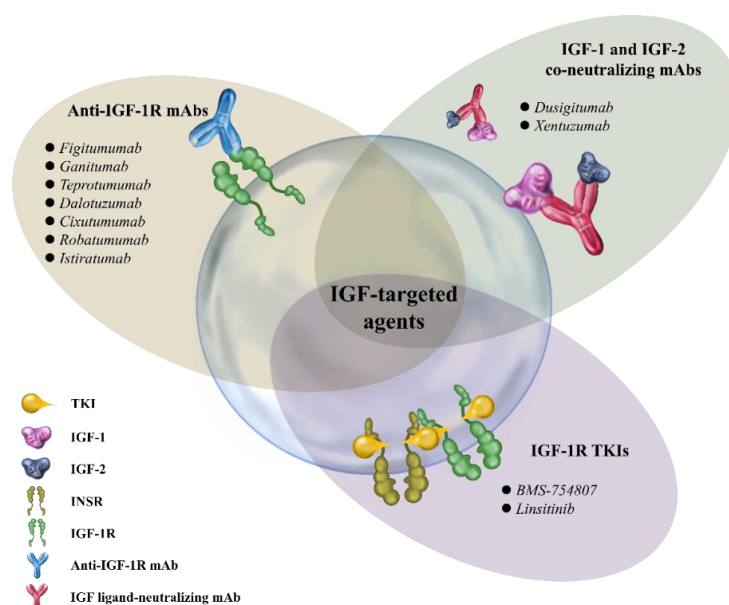 IGF-1 and IGF-2
co-neutralizing mAbs
Dusigitumab
Xentuzumab
Anti-IGF-1R mAbs
Figitumumab
Ganitumab
Teprotumumab
Dalotuzumab
Cixutumumab
Robatumumab
Istiratumab
IGF-targeted
agents
IGF-1R TKIs
BMS-754807
Linsitinib
TKI
IGF-1
IGF-2
INSR
IGF-1R
Anti-IGF-1R mAb
IGF ligand-neutralizing mAb